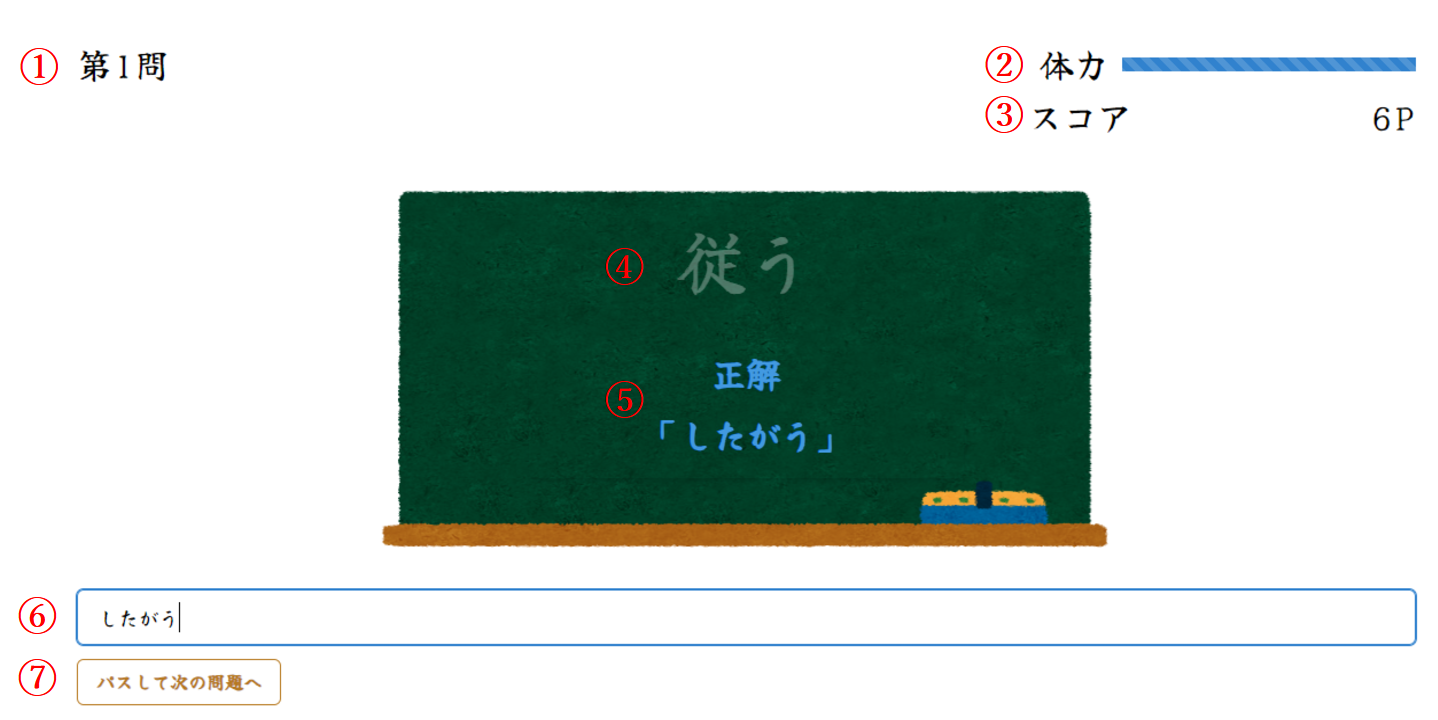 ① 第1問
② 体力
③ スコア 6P
④ 従う
⑤ 正解
「したがう」
⑥ したがう
⑦ パスして次の問題へ